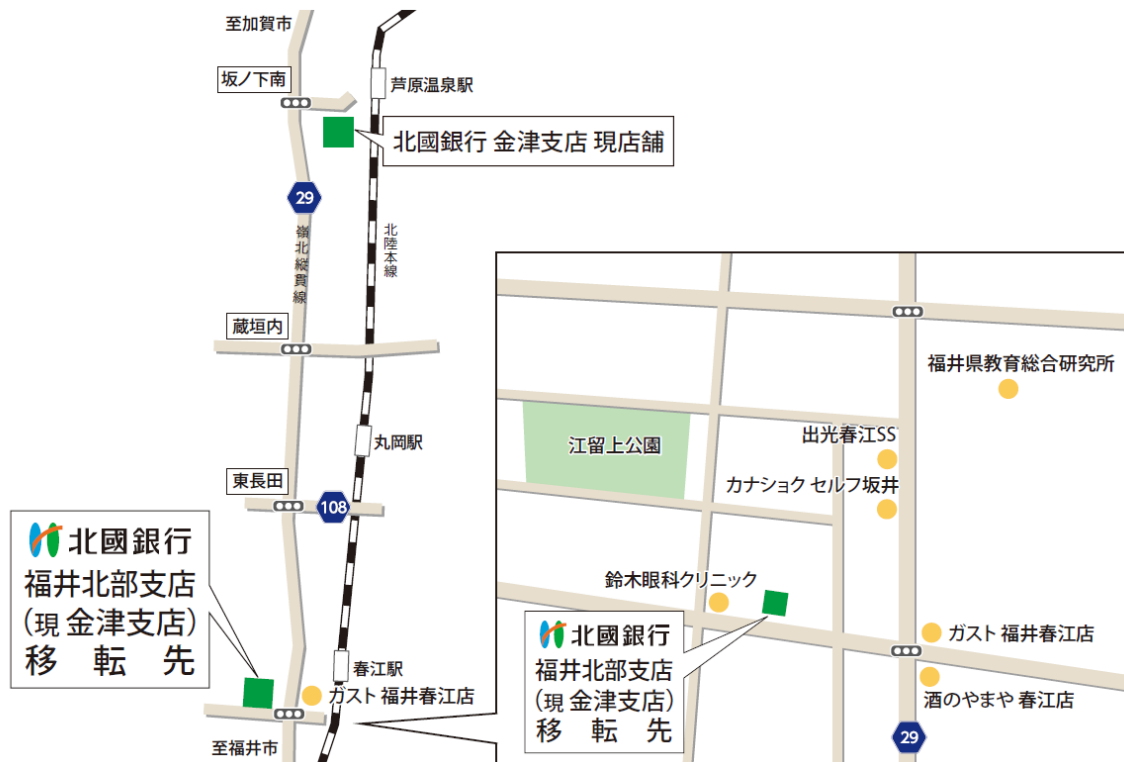 至加賀市
坂ノ下南
芦原温泉駅
北國銀行 金津支店 現店舗
29
嶺北縦貫線
北陸本線
蔵垣内
丸岡駅
東長田
108
北國銀行
福井北部支店
(現 金津支店)
移転先
春江駅
ガスト 福井春江店
至福井市
福井県教育総合研究所
江留上公園
出光春江SS
カナショク セルフ坂井
鈴木眼科クリニック
北國銀行
福井北部支店
(現 金津支店)
移転先
ガスト 福井春江店
酒のやまや 春江店
29